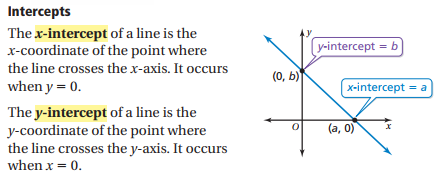 Intercepts
The x-intercept of a line is the
x-coordinate of the point where
the line crosses the x-axis. It occurs
when y = 0.
The y-intercept of a line is the
y-coordinate of the point where
the line crosses the y-axis. It occurs
when x = 0.
y
y-intercept = b
(0, b)
x-intercept = a
O
(a, 0)
x